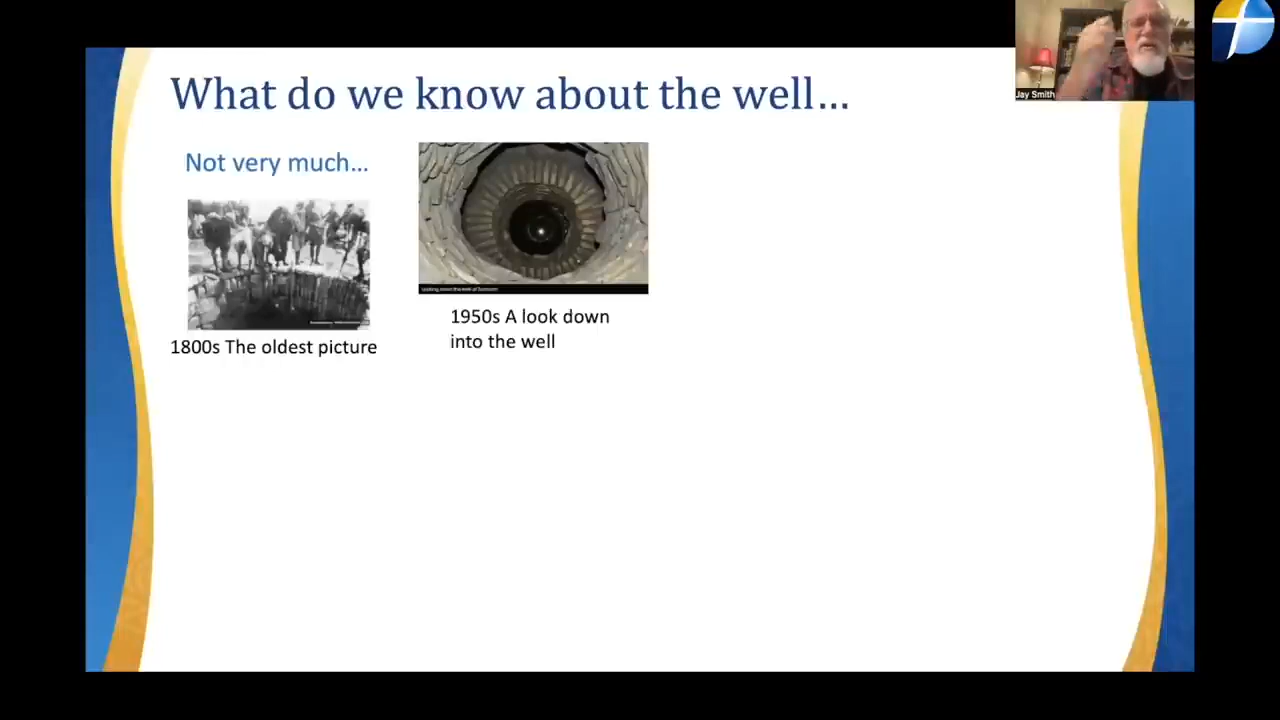 What do we know about the well...
Not very much...
1800s The oldest picture
1950s A look down
into the well
Jay Smith